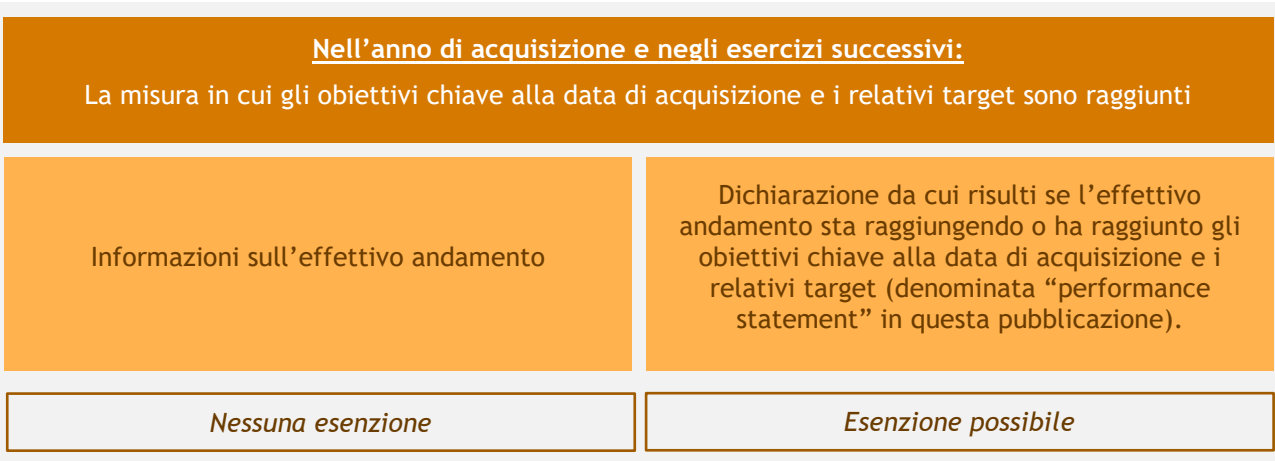 Nell’anno di acquisizione e negli esercizi successivi:
La misura in cui gli obiettivi chiave alla data di acquisizione e i relativi target sono raggiunti
Informazioni sull’effettivo andamento
Dichiarazione da cui risulti se l’effettivo
andamento sta raggiungendo o ha raggiunto gli
obiettivi chiave alla data di acquisizione e i
relativi target (denominata “performance
statement” in questa pubblicazione).
Nessuna esenzione
Esenzione possibile